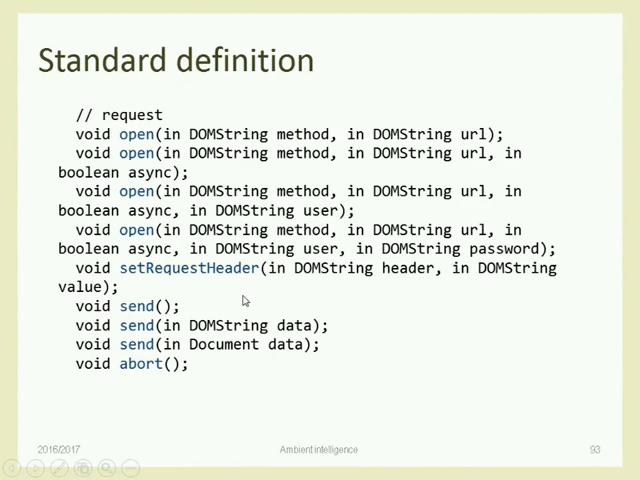 Standard definition
// request
void open(in DOMString method, in DOMString url);
void open(in DOMString method, in DOMString url, in
boolean async);
void open(in DOMString method, in DOMString url, in
boolean async, in DOMString user);
void open(in DOMString method, in DOMString url, in
boolean async, in DOMString user, in DOMString password);
void setRequestHeader(in DOMString header, in DOMString
value);
void send();
void send(in DOMString data);
void send(in Document data);
void abort();
2016/2017
Ambient intelligence
93